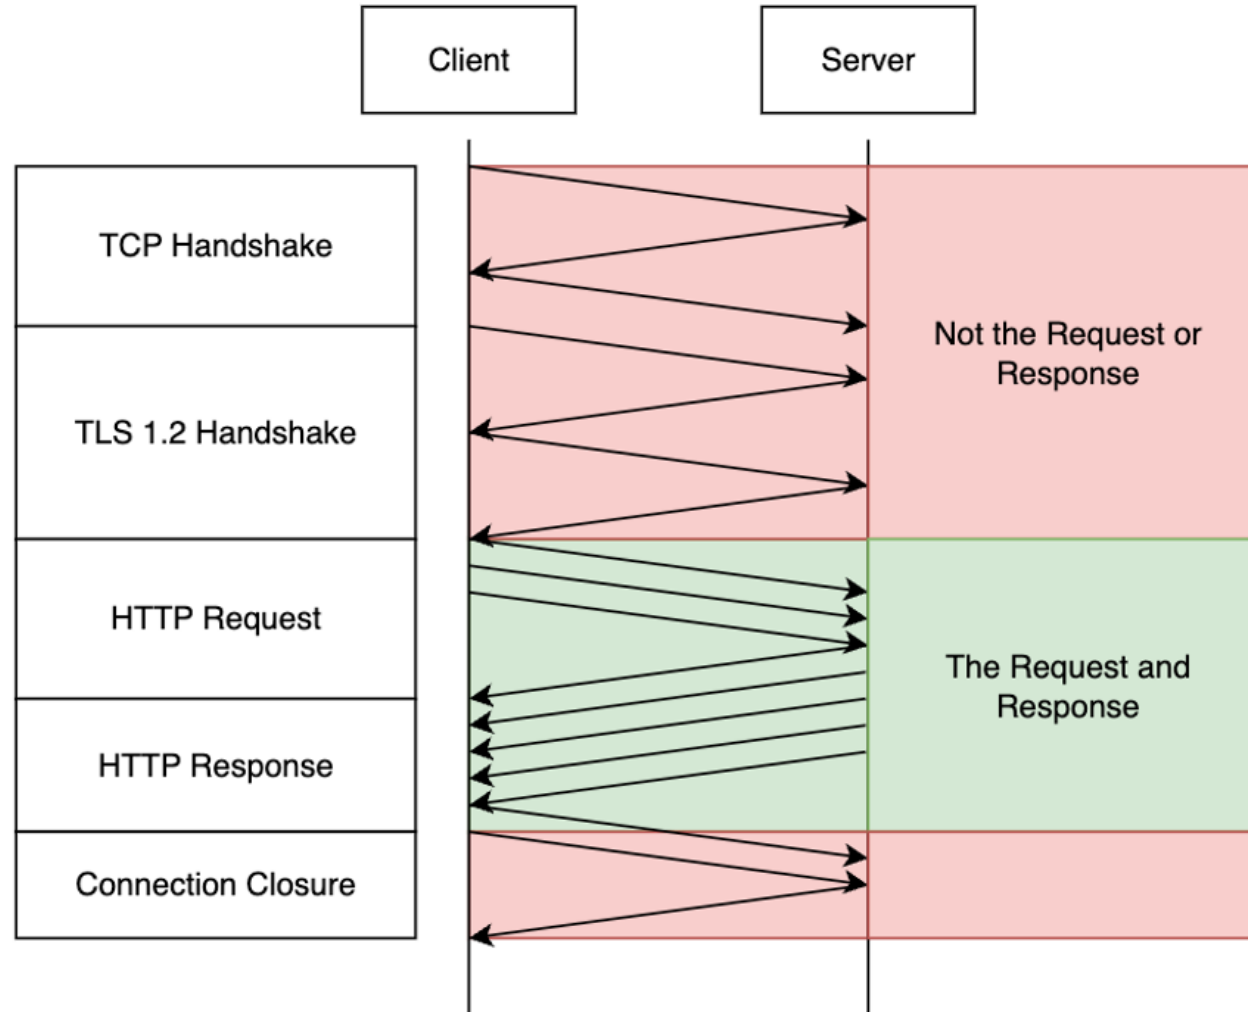 Client
Server
TCP Handshake
Not the Request or
Response
TLS 1.2 Handshake
HTTP Request
The Request and
Response
HTTP Response
Connection Closure